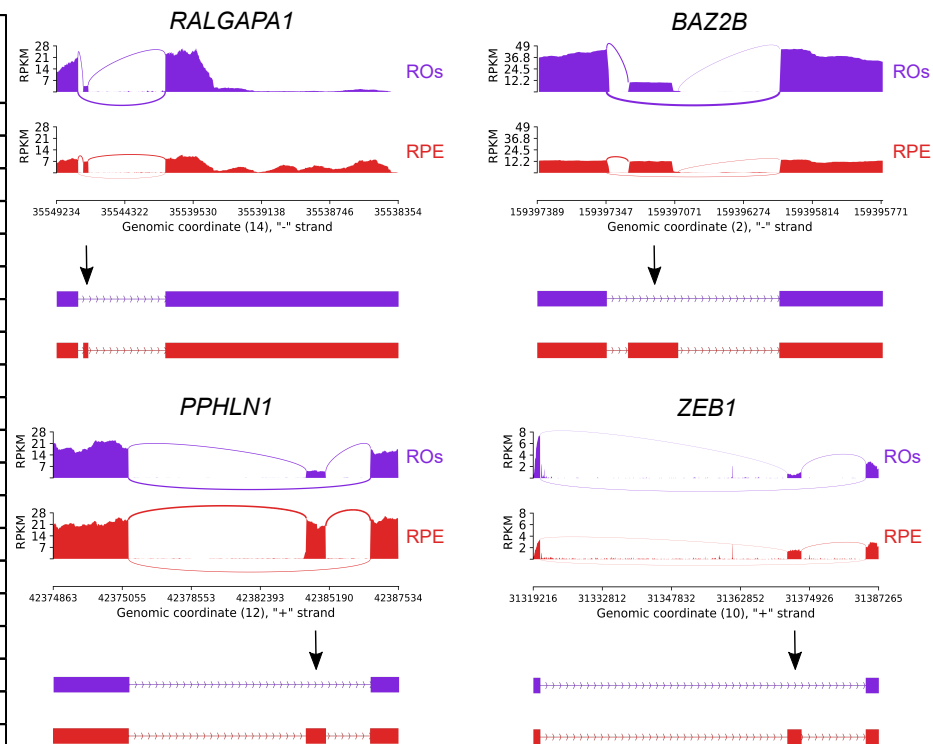 RALGAPA1
28
21
14
7
RPKM
ROs
28
21
14
7
RPKM
RPE
35549234 35544322 35539530 35539138 35538746 35538354
Genomic coordinate (14), "-" strand
BAZ2B
49
36.8
24.5
12.2
RPKM
ROs
49
36.8
24.5
12.2
RPKM
RPE
159397389 159397347 159397071 159396274 159395814 159395771
Genomic coordinate (2), "-" strand
PPHLN1
28
21
14
7
RPKM
ROs
28
21
14
7
RPKM
RPE
42374863 42375055 42378553 42382393 42385190 42387534
Genomic coordinate (12), "+" strand
ZEB1
8
6
4
2
RPKM
ROs
8
6
4
2
RPKM
RPE
31319216 31332812 31347832 31362852 31374926 31387265
Genomic coordinate (10), "+" strand